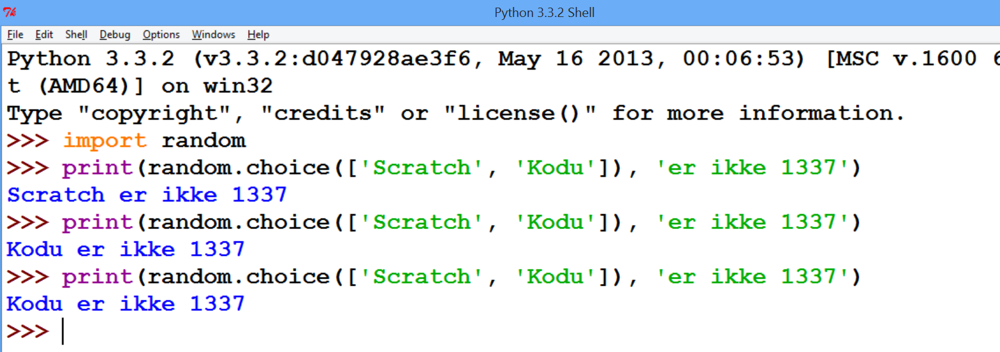 Python 3.3.2 Shell
File Edit Shell Debug Options Windows Help
Python 3.3.2 (v3.3.2:d047928ae3f6, May 16 2013, 00:06:53) [MSC v.1600 6
t (AMD64)] on win32
Type "copyright", "credits" or "license()" for more information.
>>> import random
>>> print(random.choice(['Scratch', 'Kodu']), 'er ikke 1337')
Scratch er ikke 1337
>>> print(random.choice(['Scratch', 'Kodu']), 'er ikke 1337')
Kodu er ikke 1337
>>> print(random.choice(['Scratch', 'Kodu']), 'er ikke 1337')
Kodu er ikke 1337
>>>